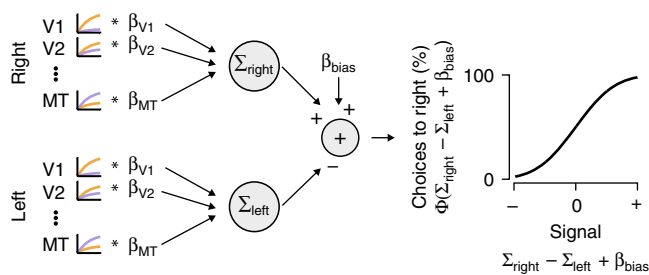 Right
V1 * β_V1
V2 * β_V2
⋮
MT * β_MT
Σ_right
Left
V1 * β_V1
V2 * β_V2
⋮
MT * β_MT
Σ_left
β_bias
+ +
+
−
Choices to right (%)
Φ(Σ_right − Σ_left + β_bias)
100
0
− 0 +
Signal
Σ_right − Σ_left + β_bias